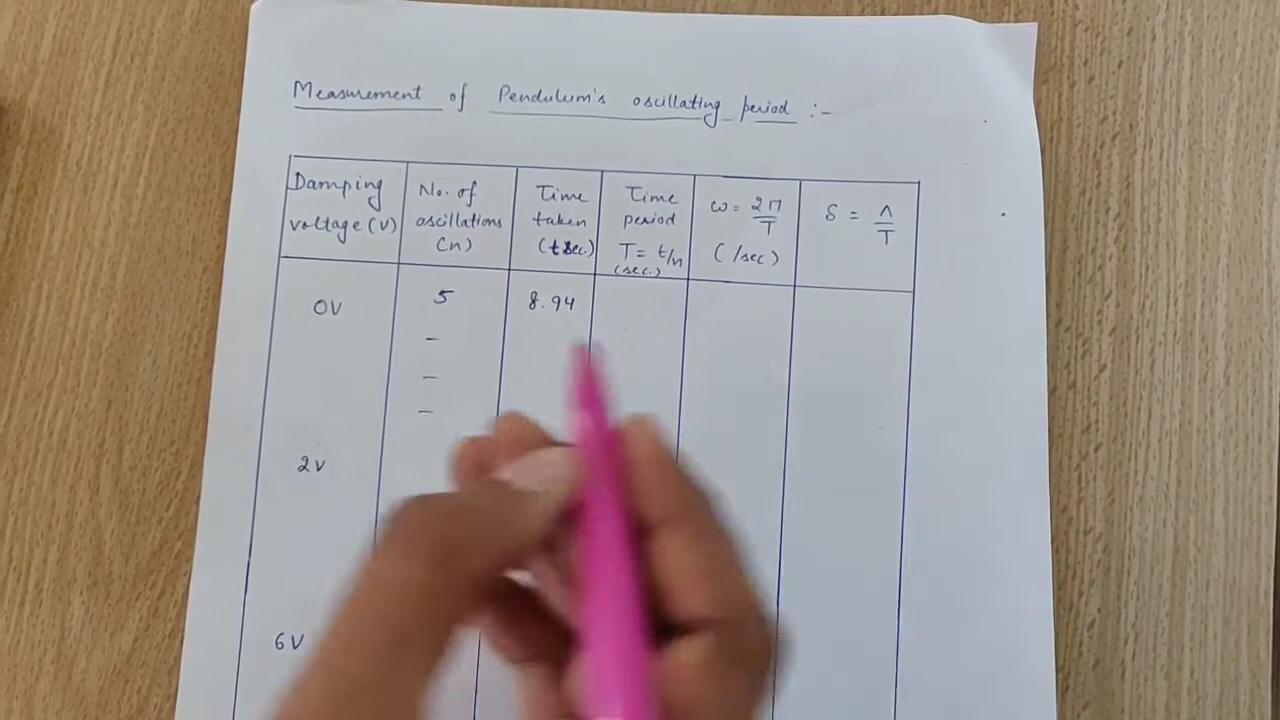 Measurement of Pendulum's oscillating period :-
Damping voltage (V)
No. of oscillations (n)
Time taken (t sec.)
Time period T = t/n (sec.)
ω = 2π/T (/sec)
δ = Λ/T
0V 5 8.94
-
-
-
2V
6V